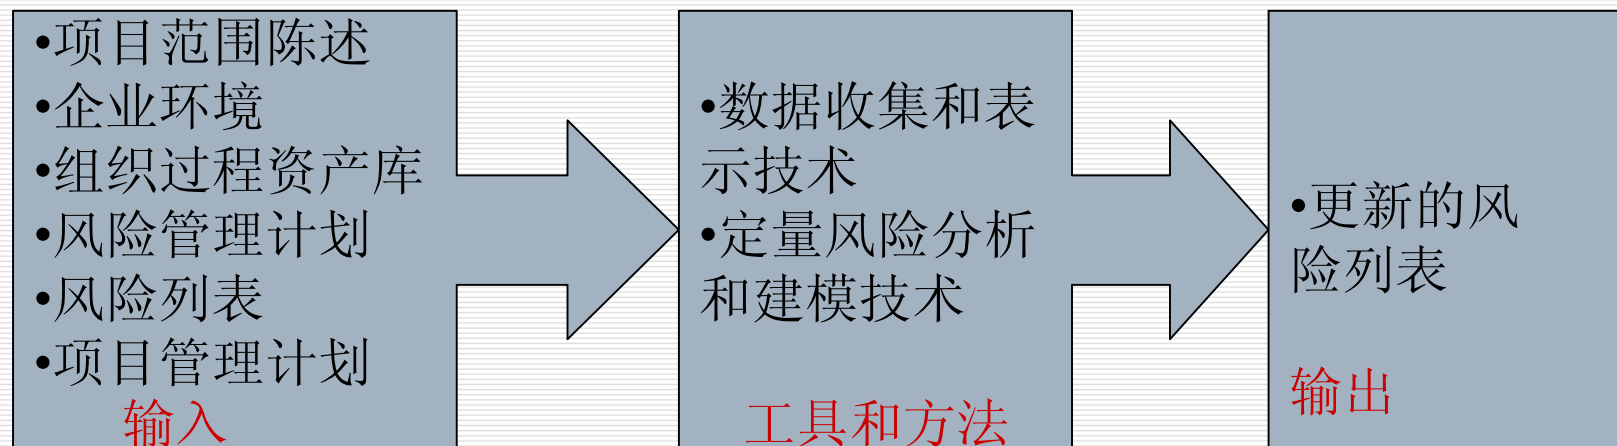 •项目范围陈述
•企业环境
•组织过程资产库
•风险管理计划
•风险列表
•项目管理计划
输入
•数据收集和表
示技术
•定量风险分析
和建模技术
工具和方法
•更新的风
险列表
输出